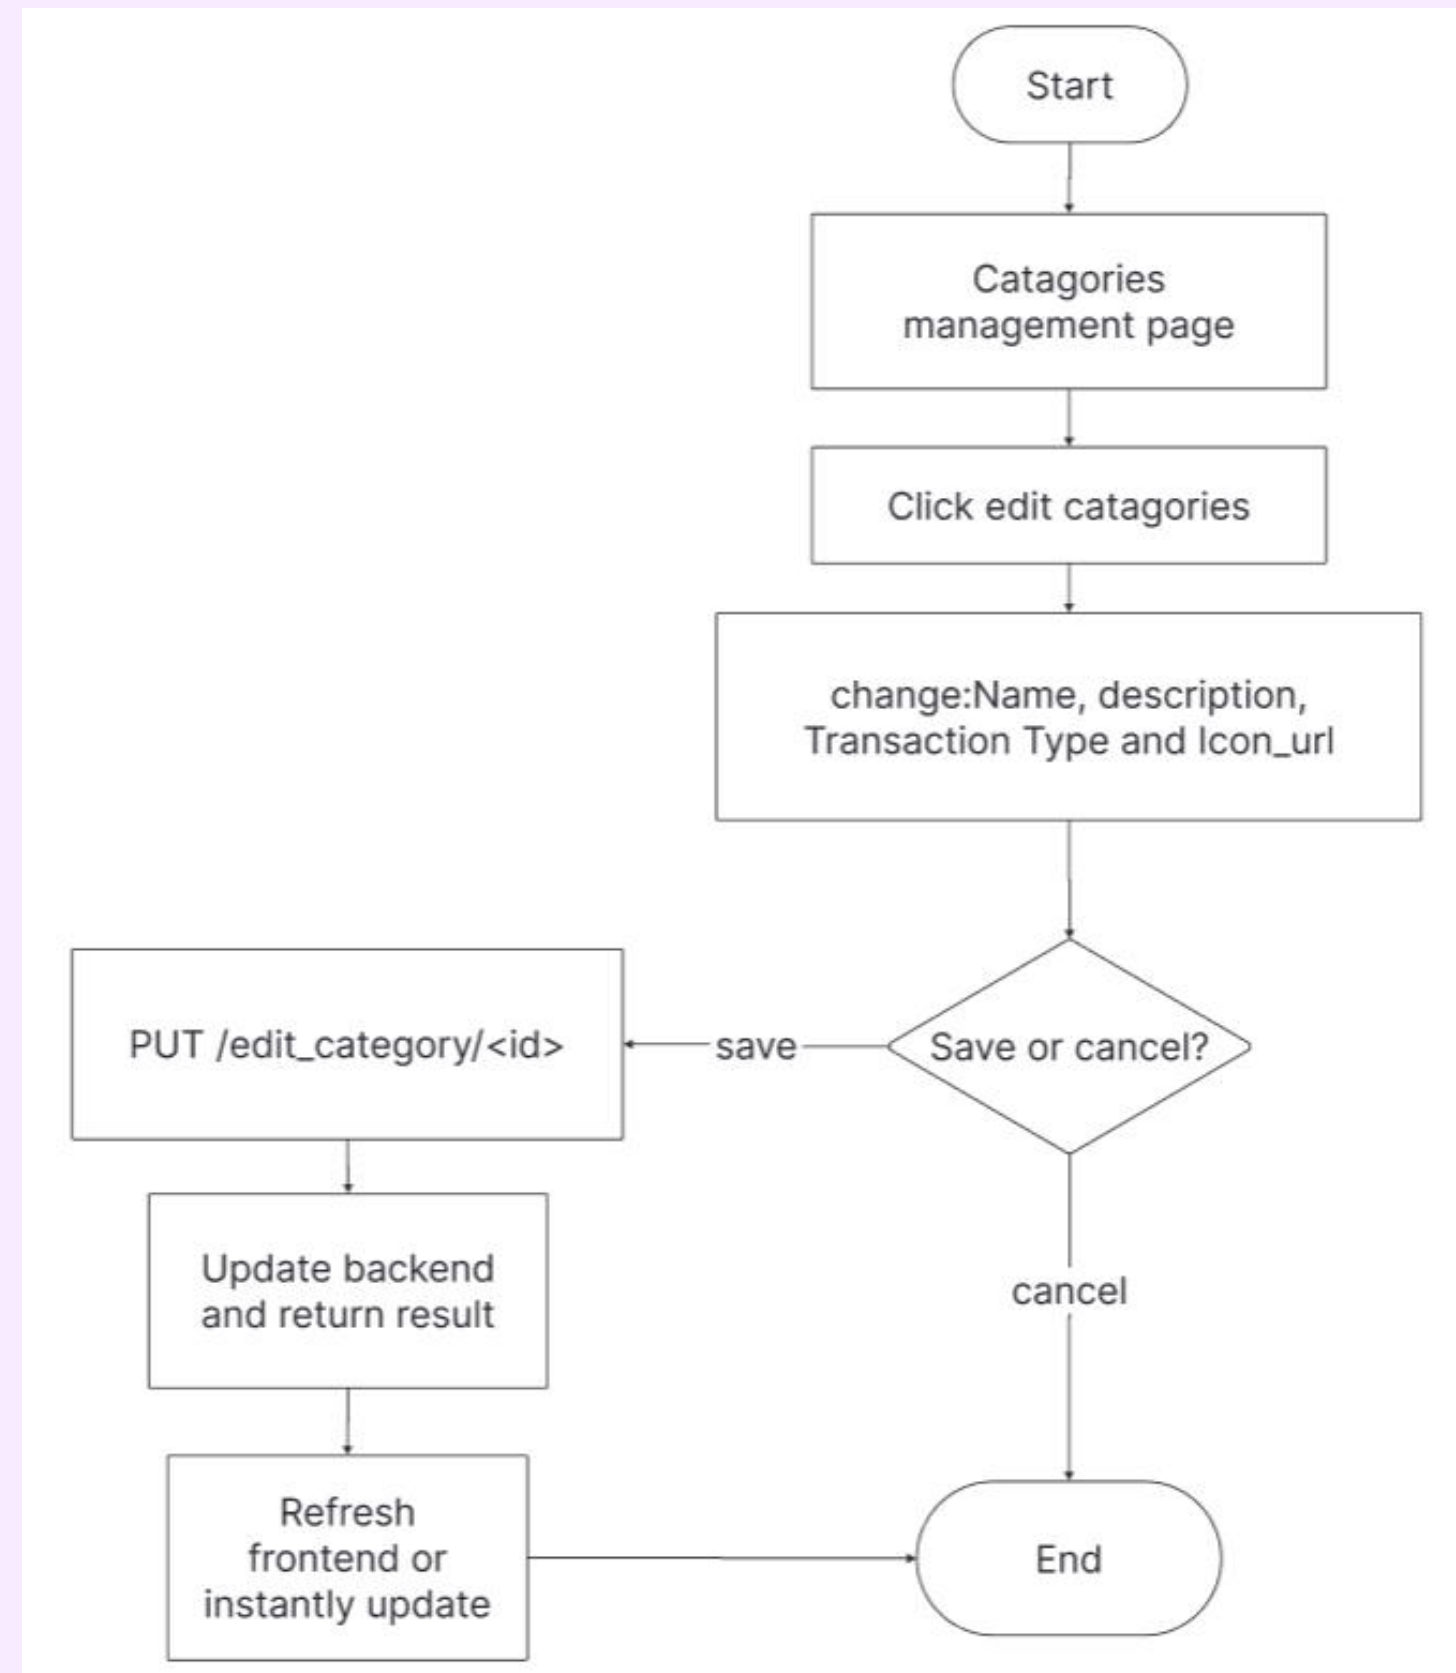 Start
Catagories
management page
Click edit catagories
change:Name, description,
Transaction Type and Icon_url
Save or cancel?
save
PUT /edit_category/<id>
Update backend
and return result
cancel
Refresh
frontend or
instantly update
End